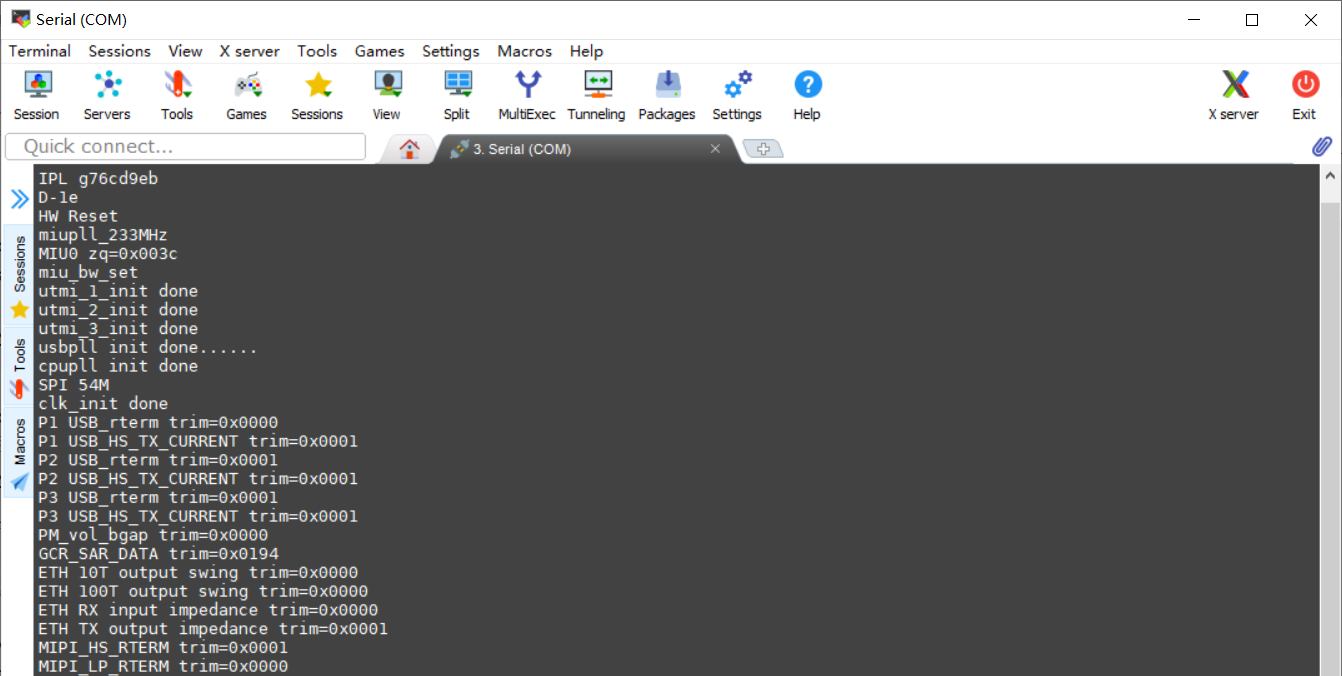 Serial (COM)
Terminal Sessions View X server Tools Games Settings Macros Help
Session Servers Tools Games Sessions View Split MultiExec Tunneling Packages Settings Help X server Exit
Quick connect...
3. Serial (COM)
Sessions
Tools
Macros
IPL g76cd9eb
D-1e
HW Reset
miupll_233MHz
MIU0 zq=0x003c
miu_bw_set
utmi_1_init done
utmi_2_init done
utmi_3_init done
usbpll init done......
cpupll init done
SPI 54M
clk_init done
P1 USB_rterm trim=0x0000
P1 USB_HS_TX_CURRENT trim=0x0001
P2 USB_rterm trim=0x0001
P2 USB_HS_TX_CURRENT trim=0x0001
P3 USB_rterm trim=0x0001
P3 USB_HS_TX_CURRENT trim=0x0001
PM_vol_bgap trim=0x0000
GCR_SAR_DATA trim=0x0194
ETH 10T output swing trim=0x0000
ETH 100T output swing trim=0x0000
ETH RX input impedance trim=0x0000
ETH TX output impedance trim=0x0001
MIPI_HS_RTERM trim=0x0001
MIPI_LP_RTERM trim=0x0000